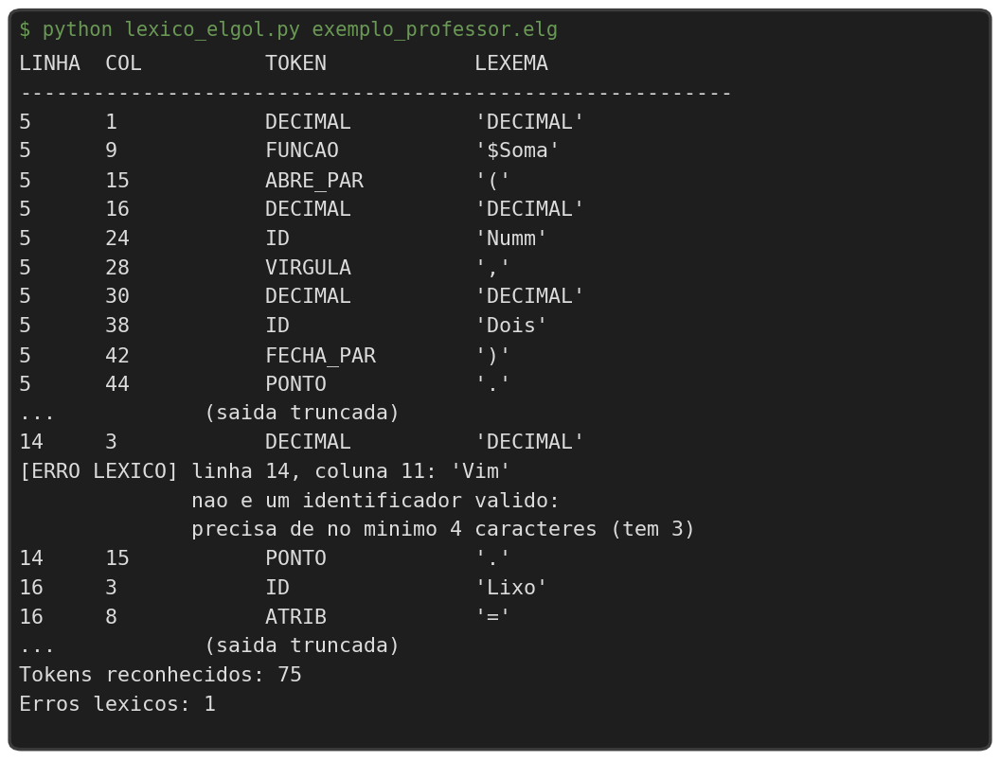 $ python lexico_elgol.py exemplo_professor.elg
LINHA  COL          TOKEN            LEXEMA
----------------------------------------------------------
5      1            DECIMAL          'DECIMAL'
5      9            FUNCAO           '$Soma'
5      15           ABRE_PAR         '('
5      16           DECIMAL          'DECIMAL'
5      24           ID               'Numm'
5      28           VIRGULA          ','
5      30           DECIMAL          'DECIMAL'
5      38           ID               'Dois'
5      42           FECHA_PAR        ')'
5      44           PONTO            '.'
...            (saida truncada)
14     3            DECIMAL          'DECIMAL'
[ERRO LEXICO] linha 14, coluna 11: 'Vim'
              nao e um identificador valido:
              precisa de no minimo 4 caracteres (tem 3)
14     15           PONTO            '.'
16     3            ID               'Lixo'
16     8            ATRIB            '='
...            (saida truncada)
Tokens reconhecidos: 75
Erros lexicos: 1